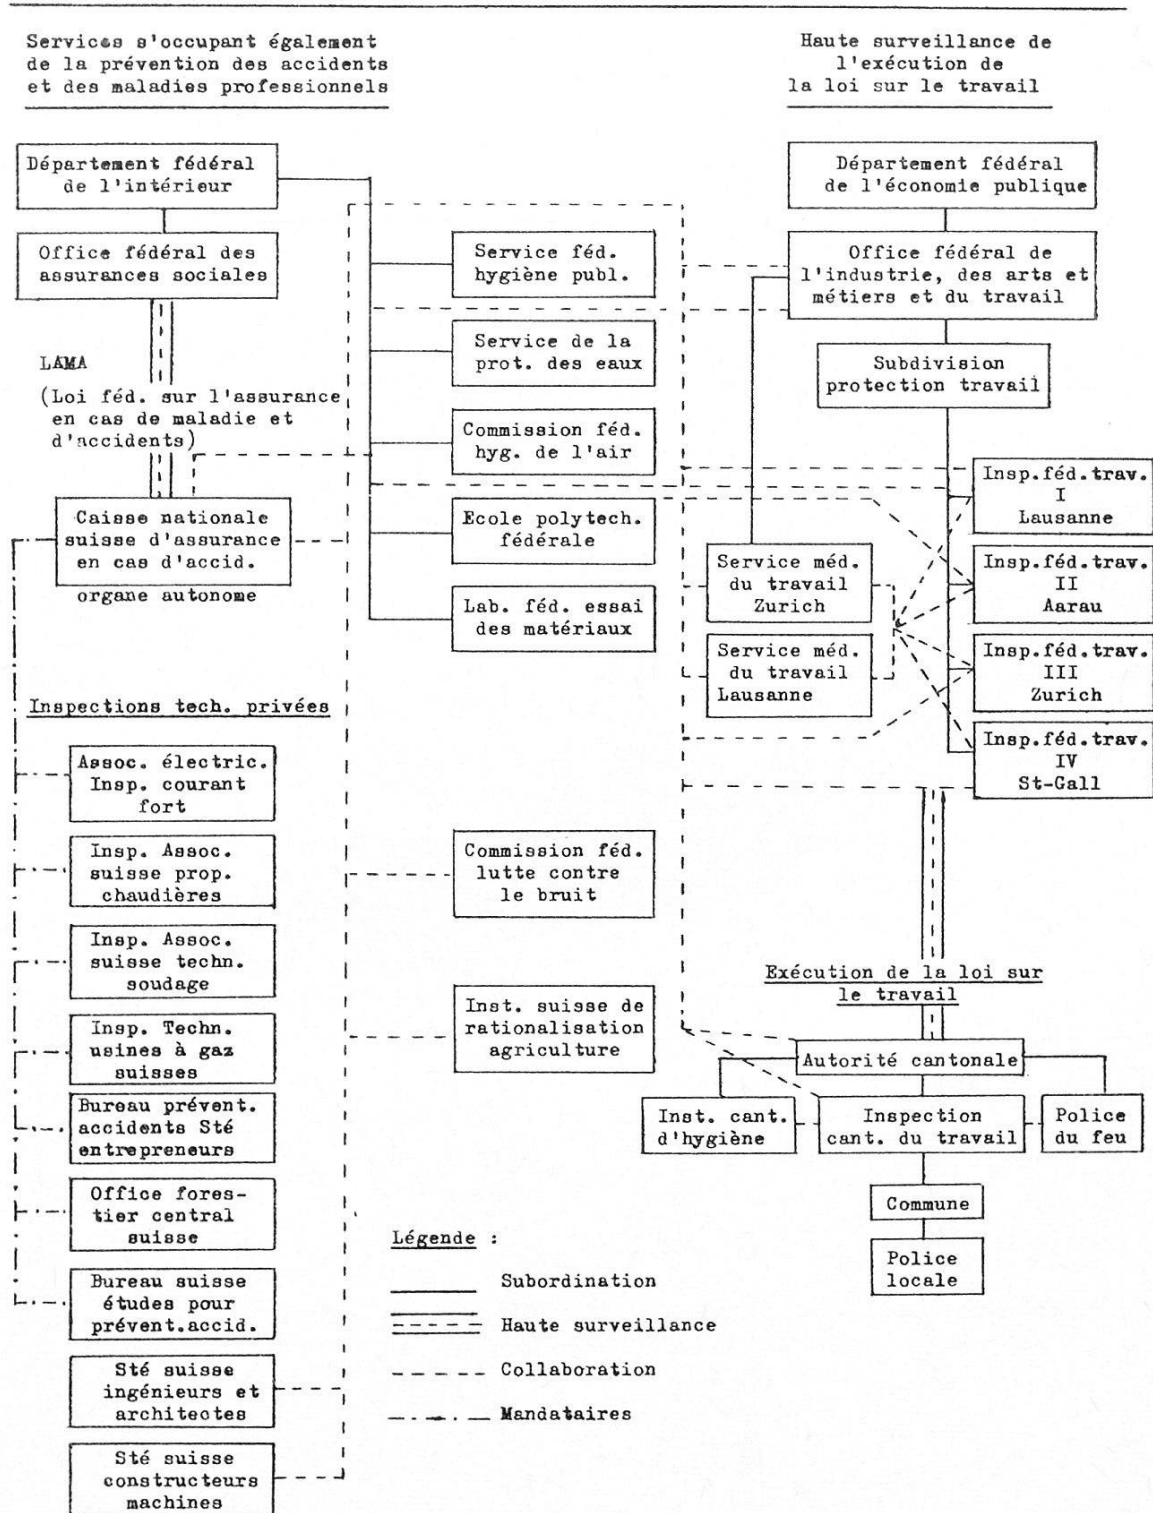 Services s'occupant également
de la prévention des accidents
et des maladies professionnels
Haute surveillance de
l'exécution de
la loi sur le travail
Département fédéral
de l'intérieur
Département fédéral
de l'économie publique
Office fédéral des
assurances sociales
Service féd.
hygiène publ.
Office fédéral de
l'industrie, des arts et
métiers et du travail
Service de la
prot. des eaux
Subdivision
protection travail
LAMA
(Loi féd. sur l'assurance
en cas de maladie et
d'accidents)
Commission féd.
hyg. de l'air
Insp.féd.trav.
I
Lausanne
Caisse nationale
suisse d'assurance
en cas d'accid.
organe autonome
Ecole polytech.
fédérale
Service méd.
du travail
Zurich
Insp.féd.trav.
II
Aarau
Lab. féd. essai
des matériaux
Service méd.
du travail
Lausanne
Insp.féd.trav.
III
Zurich
Insp.féd.trav.
IV
St-Gall
Inspections tech. privées
Assoc. électric.
Insp. courant
fort
Insp. Assoc.
suisse prop.
chaudières
Commission féd.
lutte contre
le bruit
Insp. Assoc.
suisse techn.
soudage
Exécution de la loi sur
le travail
Insp. Techn.
usines à gaz
suisses
Inst. suisse de
rationalisation
agriculture
Autorité cantonale
Bureau prévent.
accidents Sté
entrepreneurs
Inst. cant.
d'hygiène
Inspection
cant. du travail
Police
du feu
Office fores-
tier central
suisse
Commune
Police
locale
Bureau suisse
études pour
prévent.accid.
Légende :
Subordination
Haute surveillance
Collaboration
Mandataires
Sté suisse
ingénieurs et
architectes
Sté suisse
constructeurs
machines